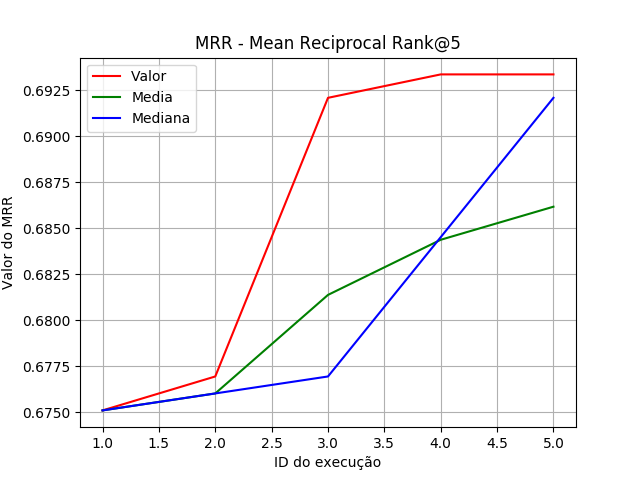 MRR - Mean Reciprocal Rank@5
Valor
Media
Mediana
Valor do MRR
0.6925
0.6900
0.6875
0.6850
0.6825
0.6800
0.6775
0.6750
1.0 1.5 2.0 2.5 3.0 3.5 4.0 4.5 5.0
ID do execução